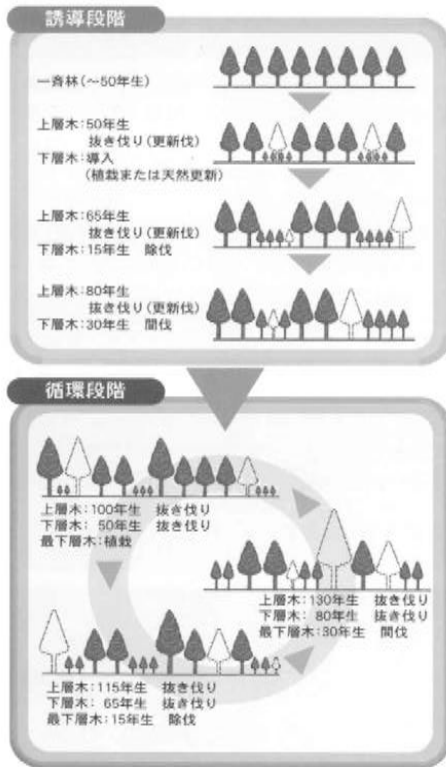 誘導段階
一斉林(～50年生)
上層木:50年生
抜き伐り(更新伐)
下層木:導入
(植栽または天然更新)
上層木:65年生
抜き伐り(更新伐)
下層木:15年生 除伐
上層木:80年生
抜き伐り(更新伐)
下層木:30年生 間伐
循環段階
上層木:100年生 抜き伐り
下層木: 50年生 抜き伐り
最下層木:植栽
上層木:130年生 抜き伐り
下層木: 80年生 抜き伐り
最下層木:30年生 間伐
上層木:115年生 抜き伐り
下層木: 65年生 抜き伐り
最下層木:15年生 除伐